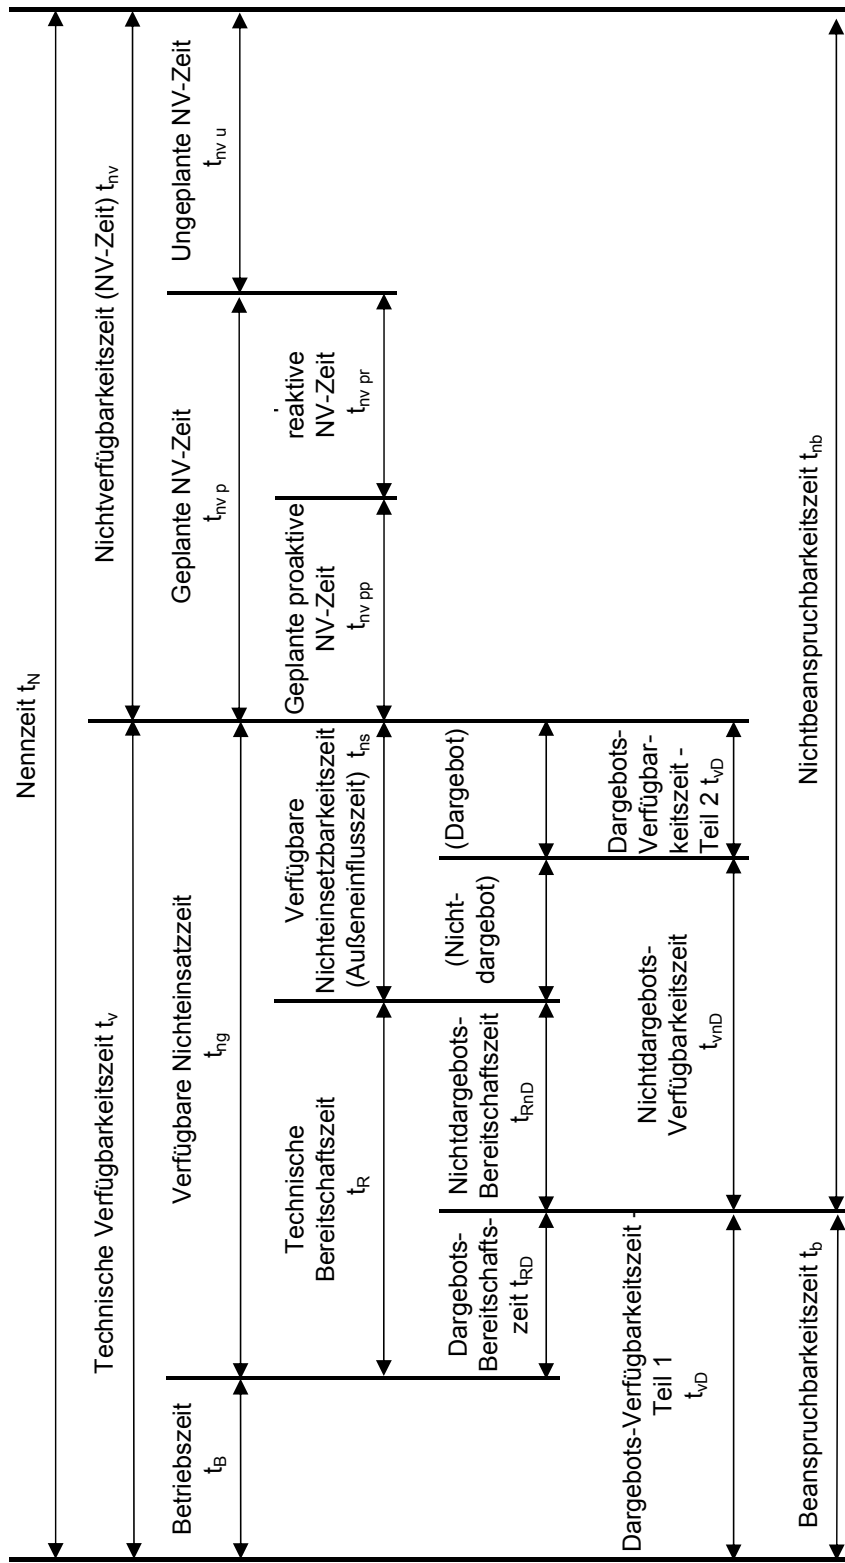 Nennzeit t_N
Technische Verfügbarkeitszeit t_v
Nichtverfügbarkeitszeit (NV-Zeit) t_nv
Betriebszeit
t_B
Verfügbare Nichteinsatzzeit
t_ng
Geplante NV-Zeit
t_nv p
Ungeplante NV-Zeit
t_nv u
Technische
Bereitschaftszeit
t_R
Verfügbare
Nichteinsetzbarkeitszeit
(Außeneinflusszeit) t_ns
Geplante proaktive
NV-Zeit
t_nv pp
reaktive
NV-Zeit
t_nv pr
Dargebots-
Bereitschafts-
zeit t_RD
Nichtdargebots-
Bereitschaftszeit
t_RnD
(Nicht-
dargebot)
(Dargebot)
Dargebots-Verfügbarkeitszeit -
Teil 1
t_vD
Nichtdargebots-
Verfügbarkeitszeit
t_vnD
Dargebots-
Verfügbar-
keitszeit -
Teil 2 t_vD
Beanspruchbarkeitszeit t_b
Nichtbeanspruchbarkeitszeit t_nb